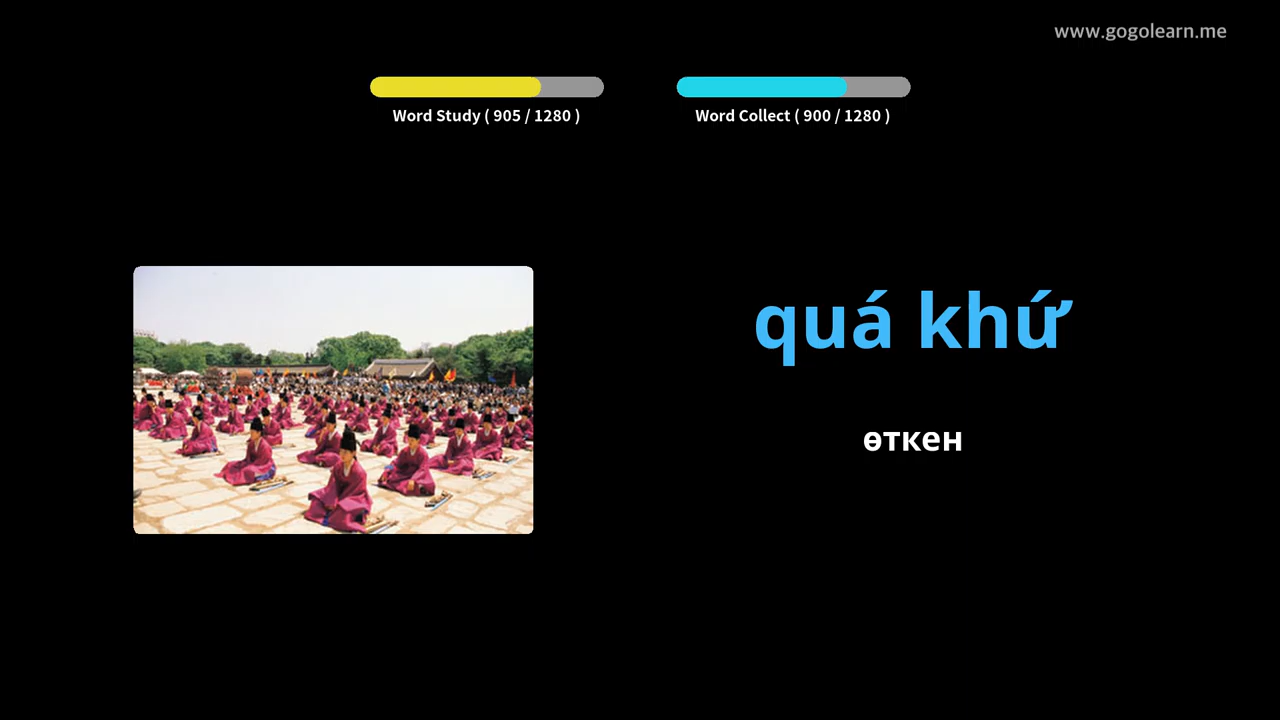 www.gogolearn.me
Word Study ( 905 / 1280 )
Word Collect ( 900 / 1280 )
quá khứ
өткен